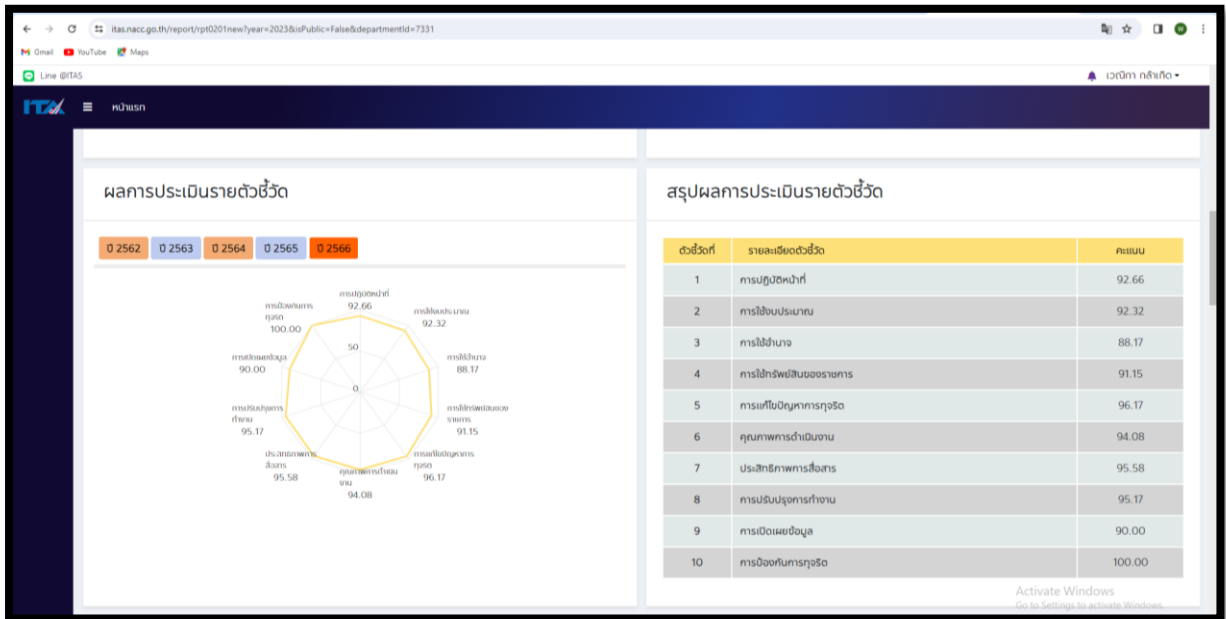 itas.nacc.go.th/report/rpt0201new?year=2023&isPublic=False&departmentId=7331
W
Gmail YouTube Maps
Line @ITAS
เวณิกา กล้าเกิด
ITA หน้าแรก
ผลการประเมินรายตัวชี้วัด
ปี 2562 ปี 2563 ปี 2564 ปี 2565 ปี 2566
การปฏิบัติหน้าที่
92.66
การใช้งบประมาณ
92.32
การใช้อำนาจ
88.17
การใช้ทรัพย์สินของ
ราชการ
91.15
การแก้ไขปัญหาการ
ทุจริต
96.17
คุณภาพการดำเนิน
งาน
94.08
ประสิทธิภาพการ
สื่อสาร
95.58
การปรับปรุงการ
ทำงาน
95.17
การเปิดเผยข้อมูล
90.00
การป้องกันการ
ทุจริต
100.00
50
0
สรุปผลการประเมินรายตัวชี้วัด
ตัวชี้วัดที่ รายละเอียดตัวชี้วัด คะแนน
1 การปฏิบัติหน้าที่ 92.66
2 การใช้งบประมาณ 92.32
3 การใช้อำนาจ 88.17
4 การใช้ทรัพย์สินของราชการ 91.15
5 การแก้ไขปัญหาการทุจริต 96.17
6 คุณภาพการดำเนินงาน 94.08
7 ประสิทธิภาพการสื่อสาร 95.58
8 การปรับปรุงการทำงาน 95.17
9 การเปิดเผยข้อมูล 90.00
10 การป้องกันการทุจริต 100.00
Activate Windows
Go to Settings to activate Windows.